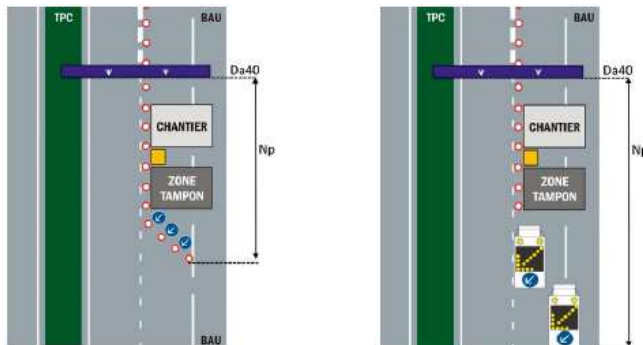 TPC
BAU
Da40
CHANTIER
Np
ZONE
TAMPON
BAU
TPC
BAU
Da40
CHANTIER
Np
ZONE
TAMPON